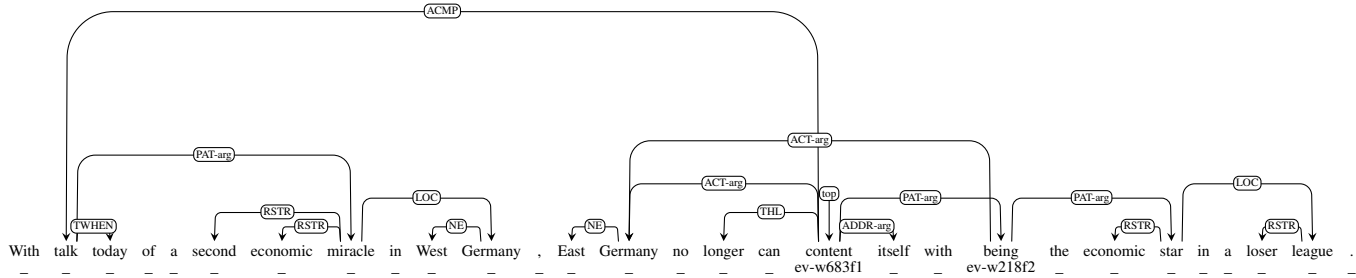 ACMP
ACT-arg
PAT-arg
ACT-arg LOC
LOC top PAT-arg PAT-arg
RSTR THL
TWHEN RSTR NE NE ADDR-arg RSTR RSTR
With talk today of a second economic miracle in West Germany , East Germany no longer can content itself with being the economic star in a loser league .
_ _ _ _ _ _ _ _ _ _ _ _ _ _ _ _ _ ev-w683f1 _ _ ev-w218f2 _ _ _ _ _ _ _ _